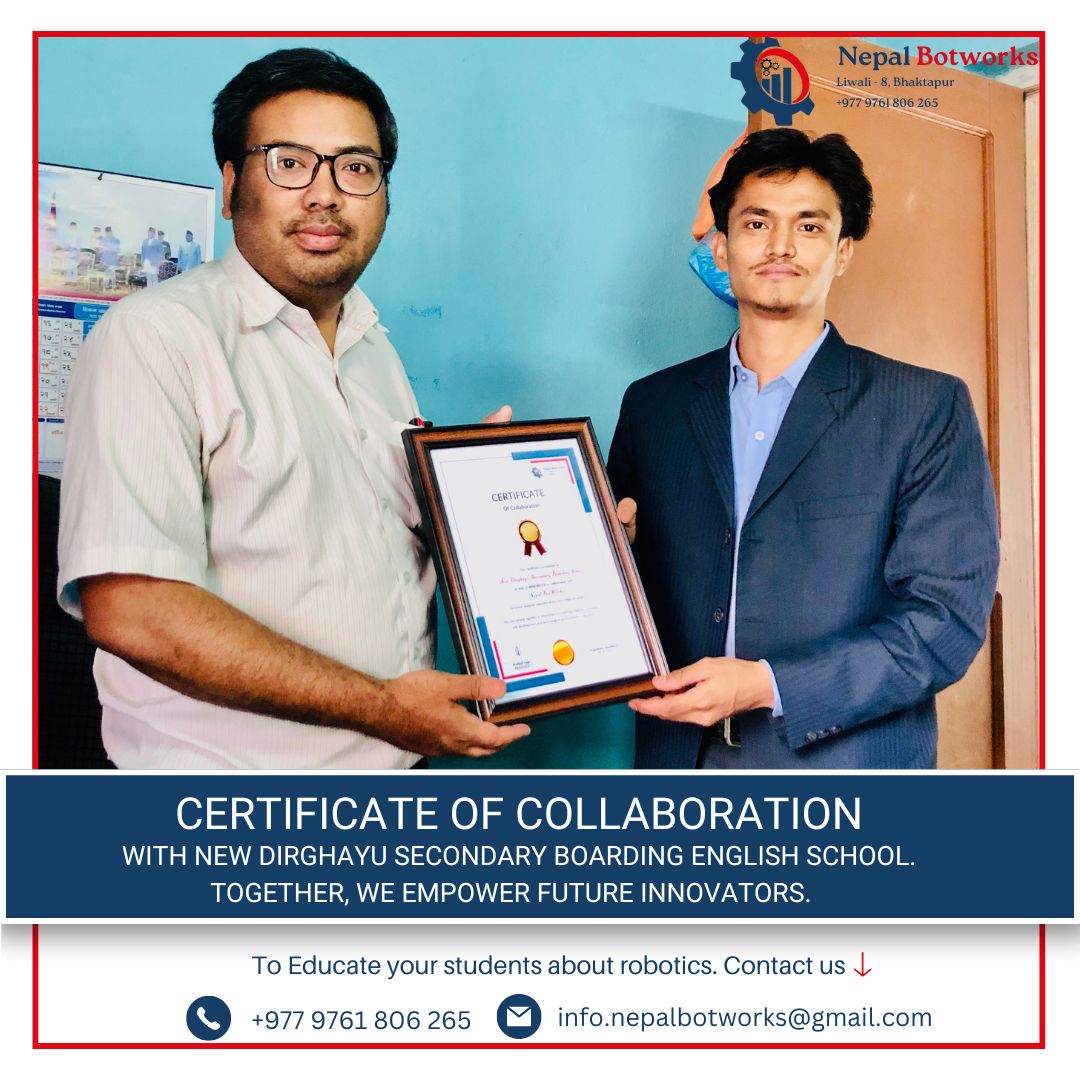 Nepal Botworks
Liwali - 8, Bhaktapur
+977 9761 806 265
CERTIFICATE
Of Collaboration
CERTIFICATE OF COLLABORATION
WITH NEW DIRGHAYU SECONDARY BOARDING ENGLISH SCHOOL.
TOGETHER, WE EMPOWER FUTURE INNOVATORS.
To Educate your students about robotics. Contact us ↓
+977 9761 806 265
info.nepalbotworks@gmail.com